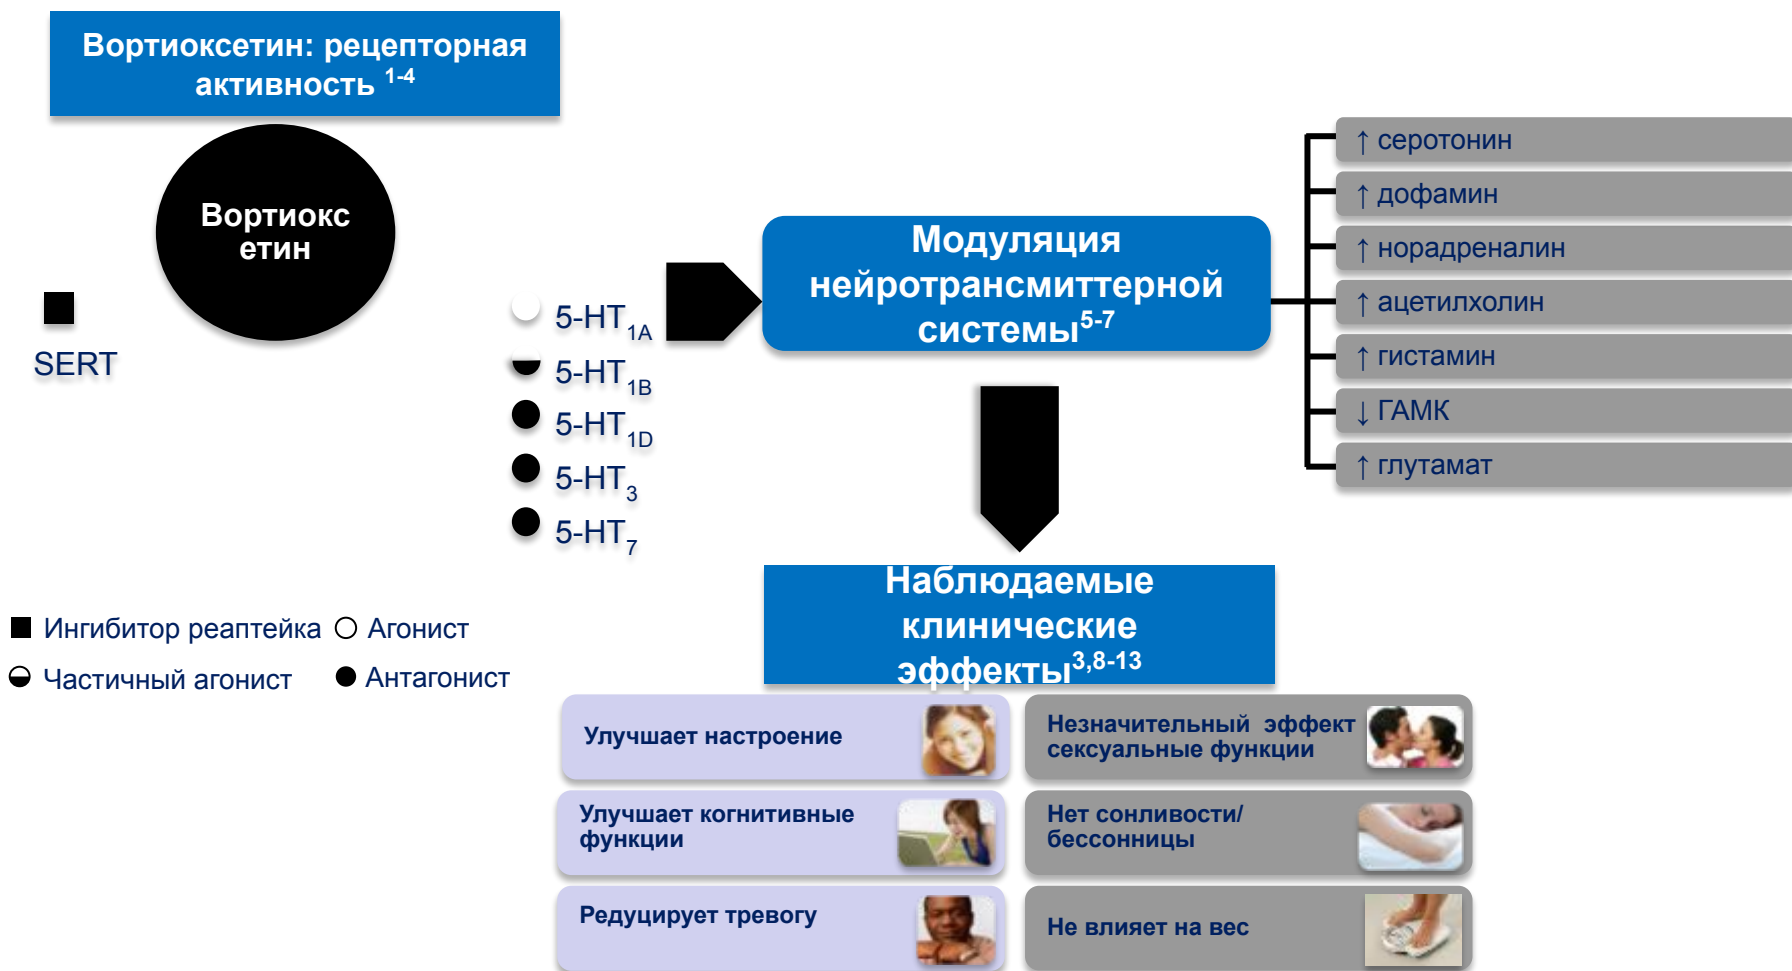 Вортиоксетин: рецепторная
активность 1-4
Вортиокс
етин
SERT
5-HT1A
5-HT1B
5-HT1D
5-HT3
5-HT7
Ингибитор реаптейка
Агонист
Частичный агонист
Антагонист
Модуляция
нейротрансмиттерной
системы5-7
↑ серотонин
↑ дофамин
↑ норадреналин
↑ ацетилхолин
↑ гистамин
↓ ГАМК
↑ глутамат
Наблюдаемые
клинические
эффекты3,8-13
Улучшает настроение
Улучшает когнитивные
функции
Редуцирует тревогу
Незначительный эффект
сексуальные функции
Нет сонливости/
бессонницы
Не влияет на вес